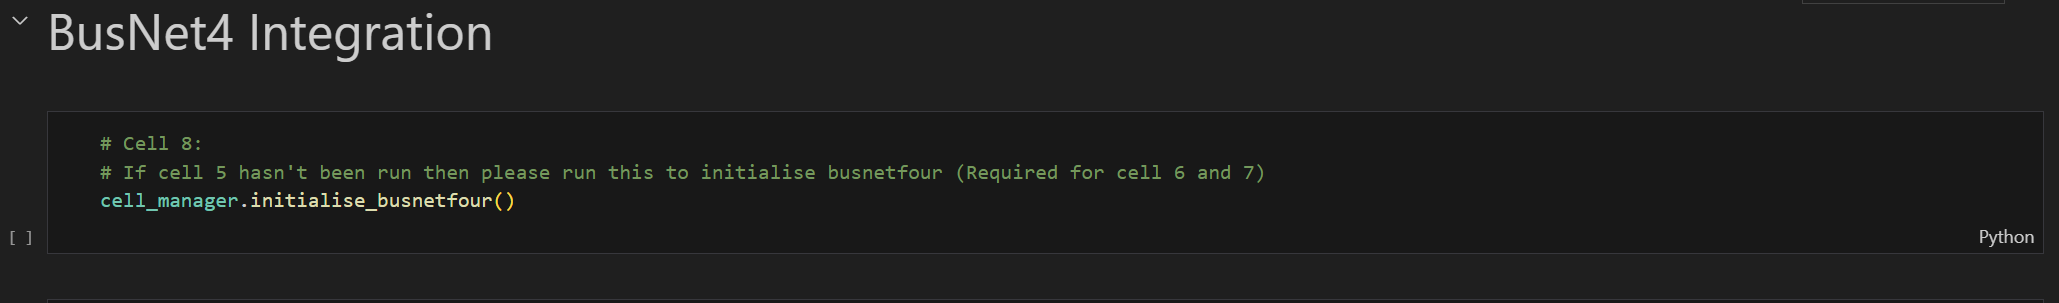 BusNet4 Integration
# Cell 8:
# If cell 5 hasn't been run then please run this to initialise busnetfour (Required for cell 6 and 7)
cell_manager.initialise_busnetfour()
[ ]
Python